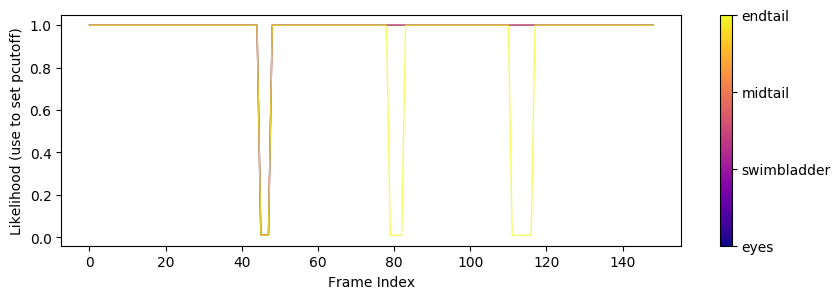 Likelihood (use to set pcutoff)
1.0
0.8
0.6
0.4
0.2
0.0
0 20 40 60 80 100 120 140
Frame Index
endtail
midtail
swimbladder
eyes